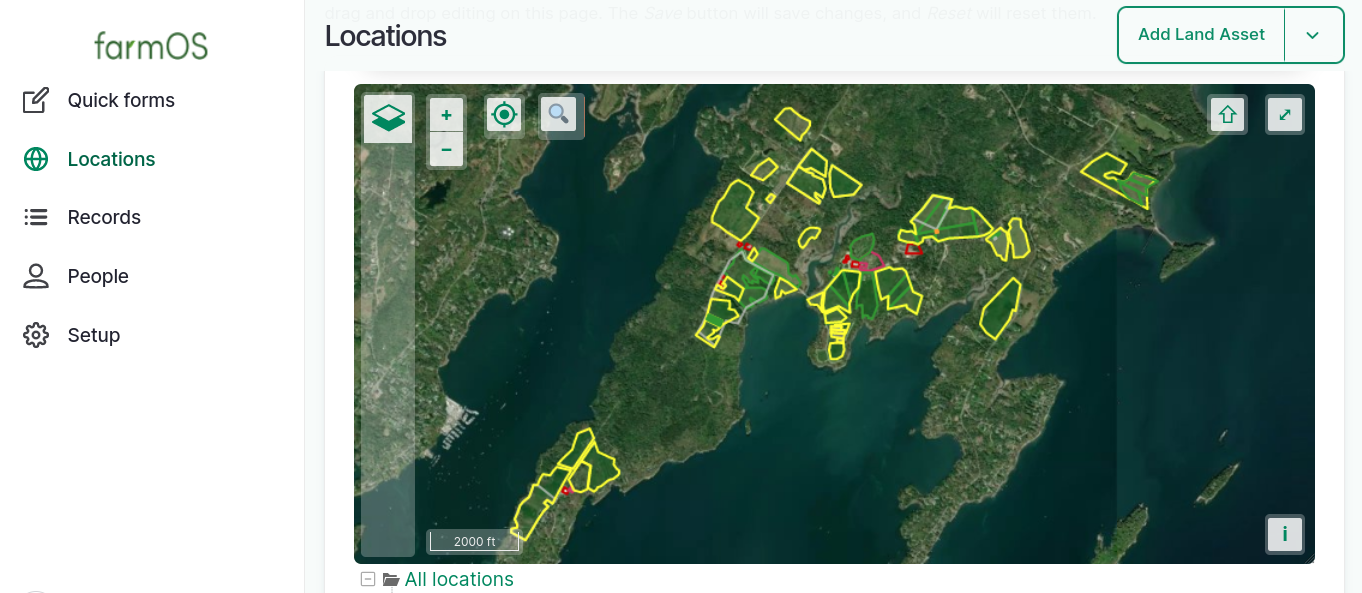 farmOS
Quick forms
Locations
Records
People
Setup
drag and drop editing on this page. The Save button will save changes, and Reset will reset them.
Locations
Add Land Asset
+
−
i
2000 ft
All locations